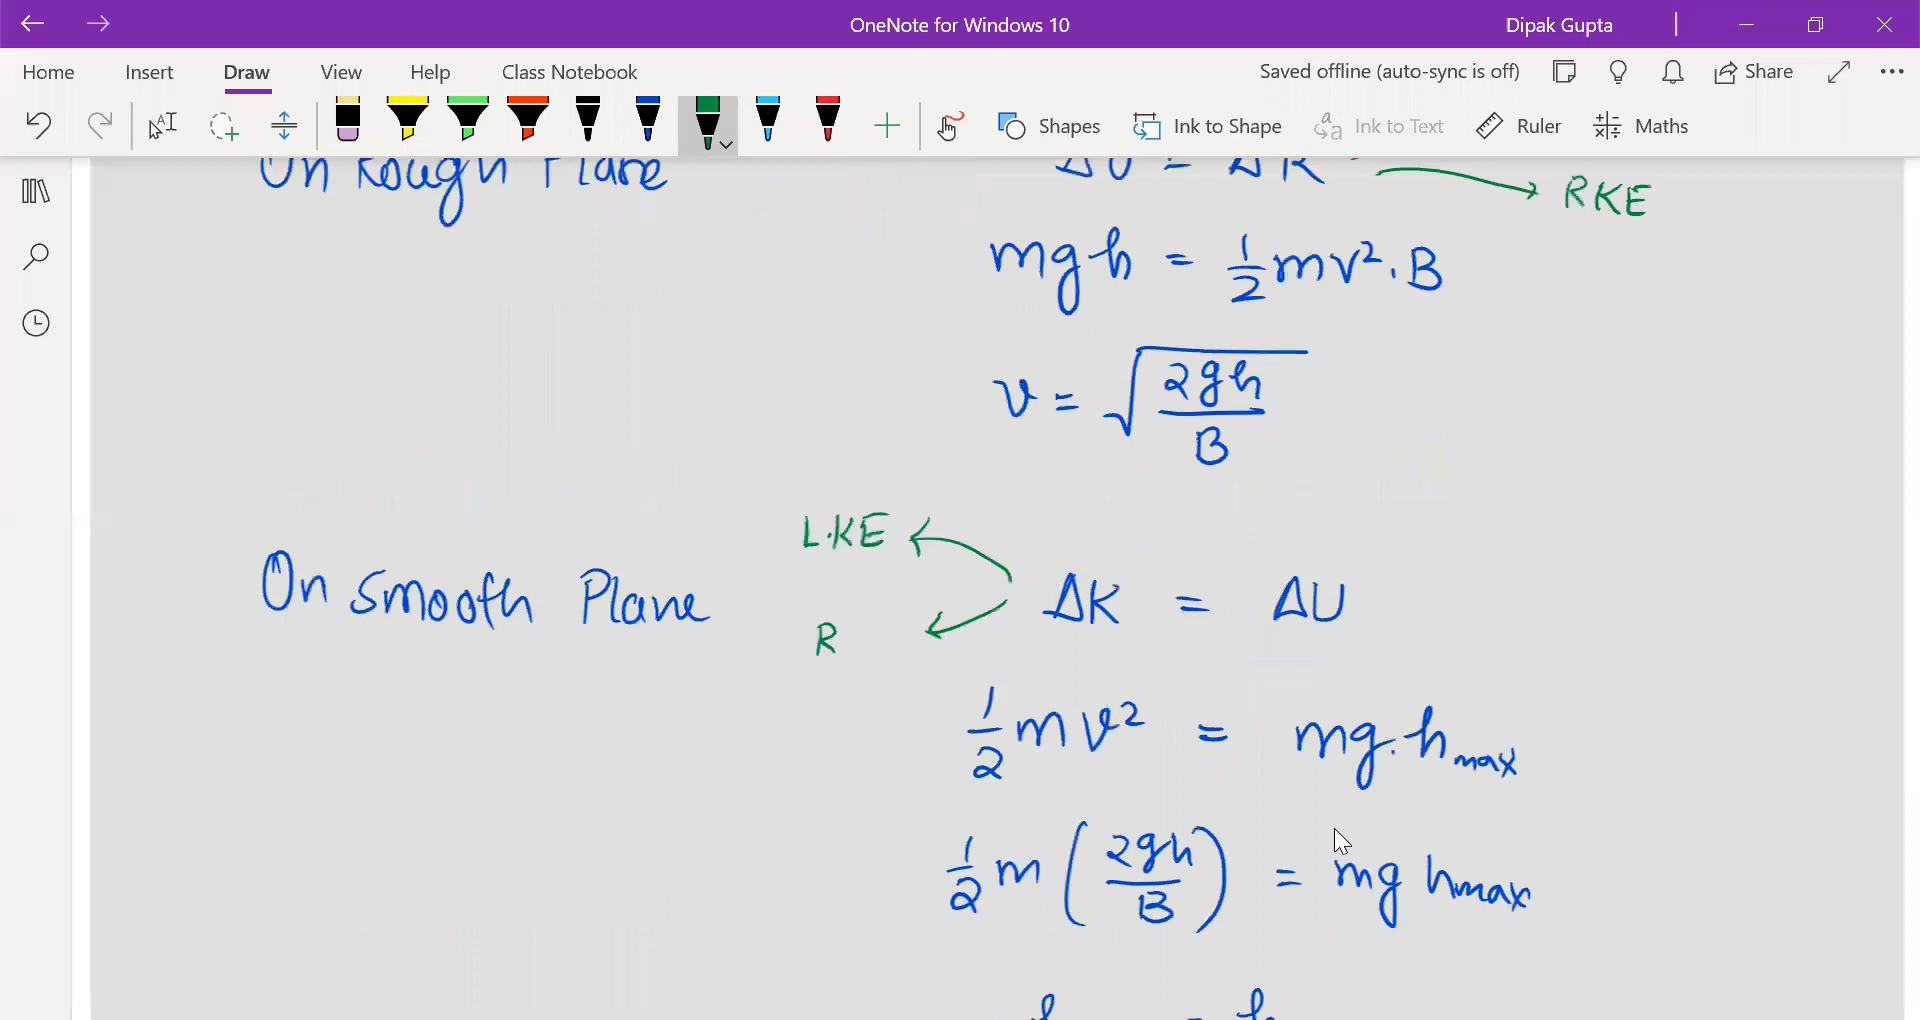 OneNote for Windows 10
Dipak Gupta
Home Insert Draw View Help Class Notebook
Saved offline (auto-sync is off)
Share
Shapes Ink to Shape Ink to Text Ruler Maths
On Rough Plane
ΔU = ΔK
RKE
mgh = 1/2 mv². B
v = √(2gh/B)
L.KE
On Smooth Plane
ΔK = ΔU
R
1/2 mv² = mg.hmax
1/2 m (2gh/B) = mg hmax